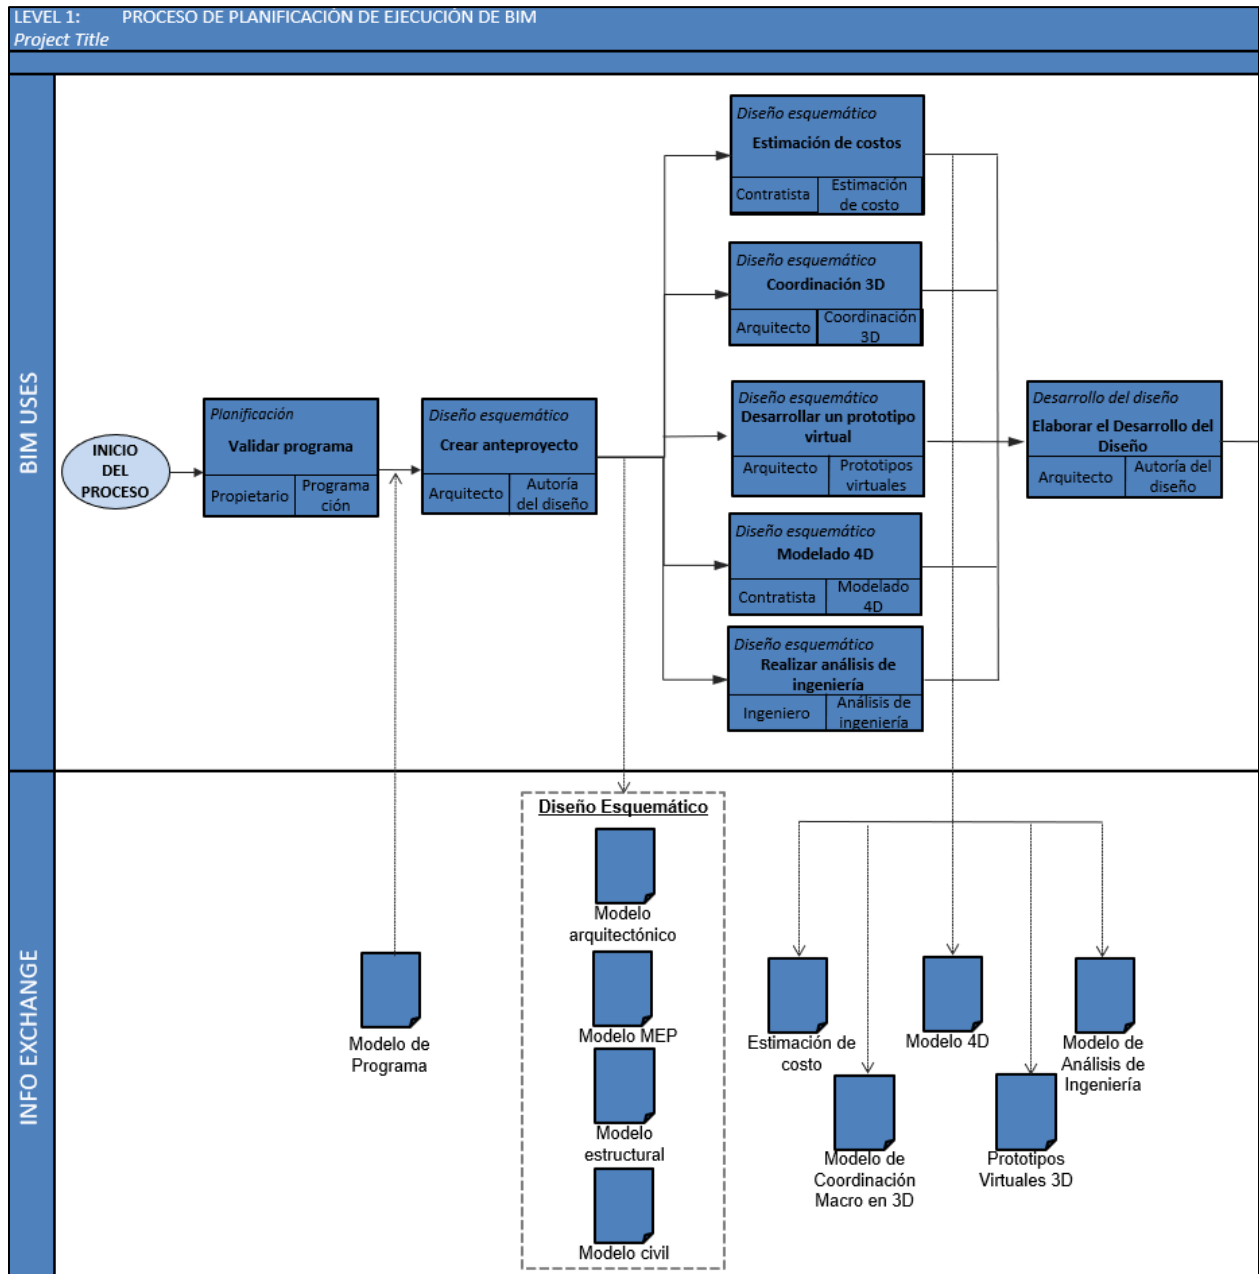 LEVEL 1: PROCESO DE PLANIFICACIÓN DE EJECUCIÓN DE BIM
Project Title
BIM USES
INICIO
DEL
PROCESO
Planificación
Validar programa
Propietario
Programa
ción
Diseño esquemático
Crear anteproyecto
Arquitecto
Autoría
del diseño
Diseño esquemático
Estimación de costos
Contratista
Estimación
de costo
Diseño esquemático
Coordinación 3D
Arquitecto
Coordinación
3D
Diseño esquemático
Desarrollar un prototipo
virtual
Arquitecto
Prototipos
virtuales
Diseño esquemático
Modelado 4D
Contratista
Modelado
4D
Diseño esquemático
Realizar análisis de
ingeniería
Ingeniero
Análisis de
ingeniería
Desarrollo del diseño
Elaborar el Desarrollo del
Diseño
Arquitecto
Autoría del
diseño
INFO EXCHANGE
Modelo de
Programa
Diseño Esquemático
Modelo
arquitectónico
Modelo MEP
Modelo
estructural
Modelo civil
Estimación de
costo
Modelo de
Coordinación
Macro en 3D
Modelo 4D
Prototipos
Virtuales 3D
Modelo de
Análisis de
Ingeniería